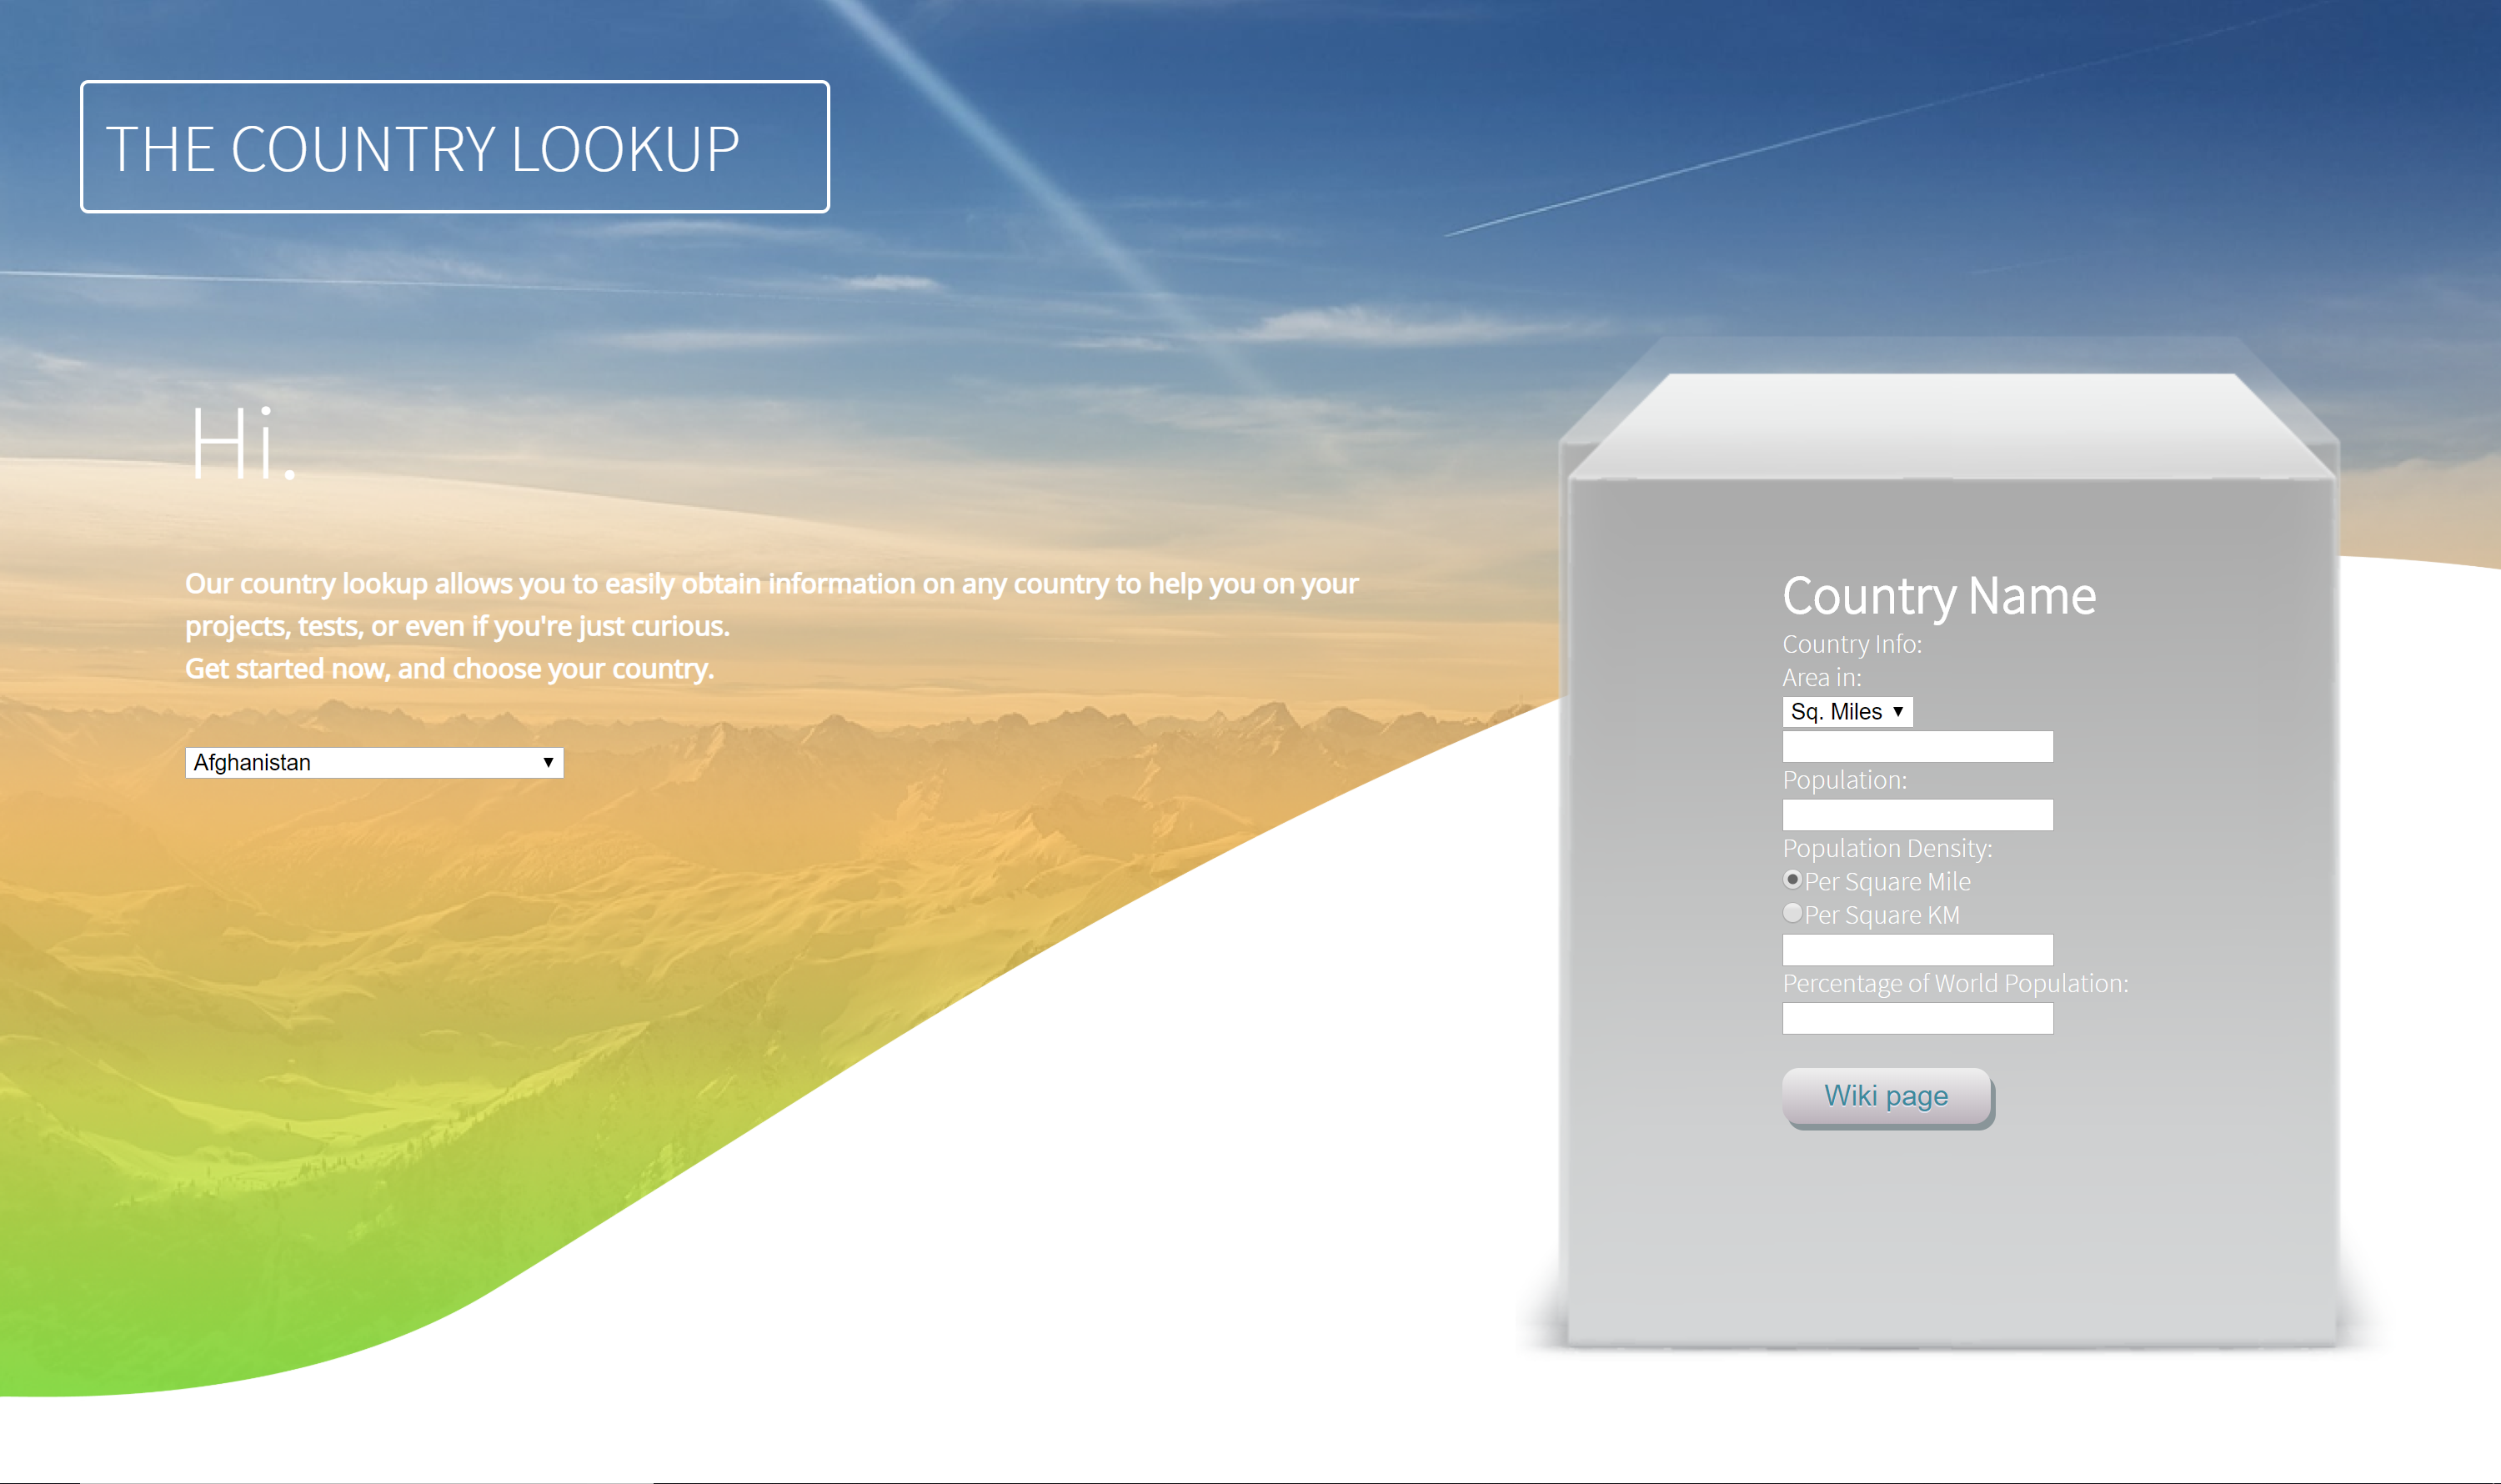 THE COUNTRY LOOKUP
Hi.
Our country lookup allows you to easily obtain information on any country to help you on your
projects, tests, or even if you're just curious.
Get started now, and choose your country.
Afghanistan
Country Name
Country Info:
Area in:
Sq. Miles
Population:
Population Density:
Per Square Mile
Per Square KM
Percentage of World Population:
Wiki page